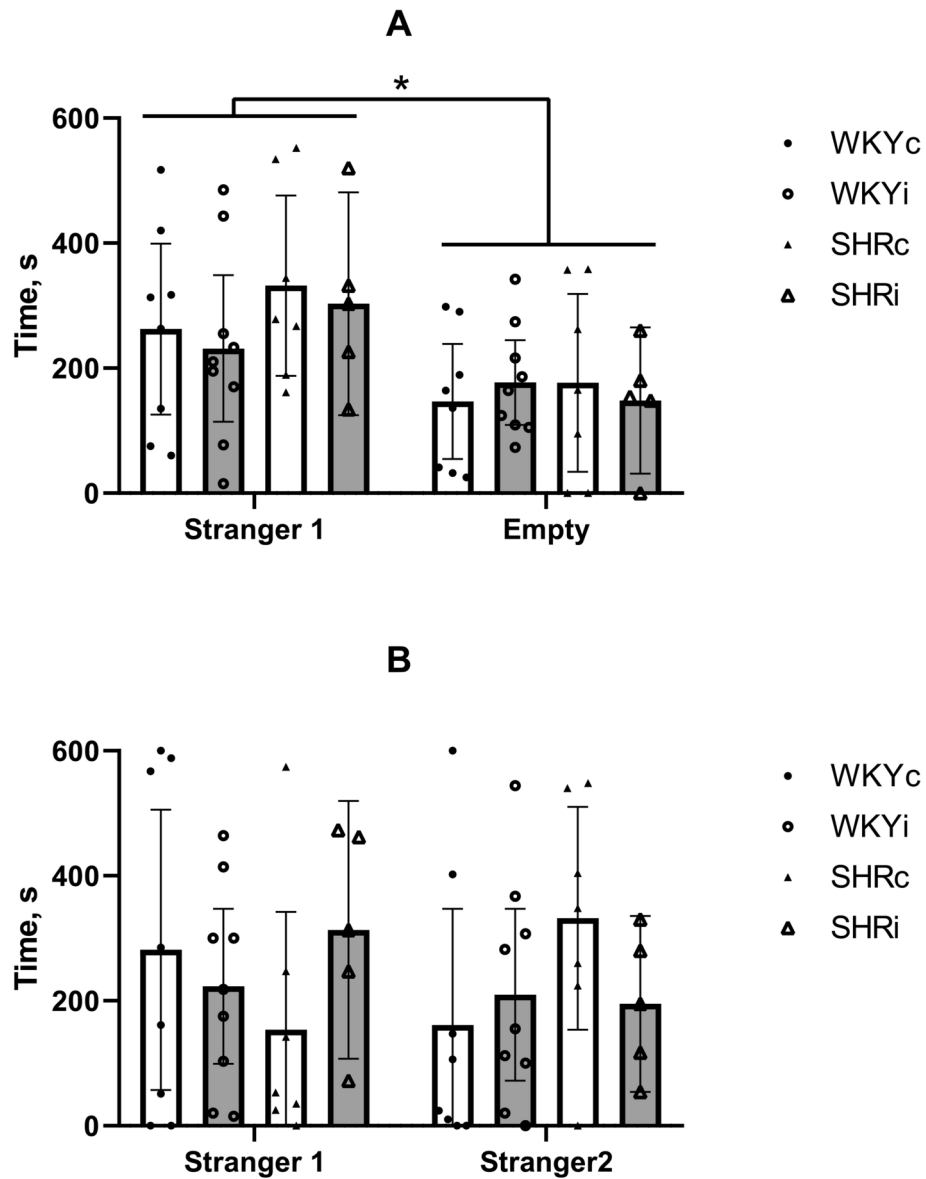 A
*
Time, s
600
400
200
0
Stranger 1
Empty
WKYc
WKYi
SHRc
SHRi
B
Time, s
600
400
200
0
Stranger 1
Stranger2
WKYc
WKYi
SHRc
SHRi